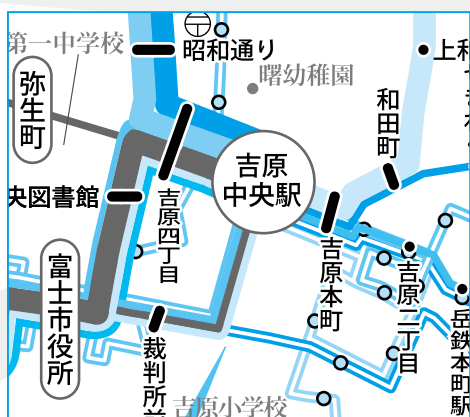 第一中学校
〒
昭和通り
上和
曙幼稚園
弥生町
和田町
吉原
中央駅
央図書館
吉原四丁目
吉原本町
吉原二丁目
富士市役所
裁判所前
岳鉄本町駅
吉原小学校